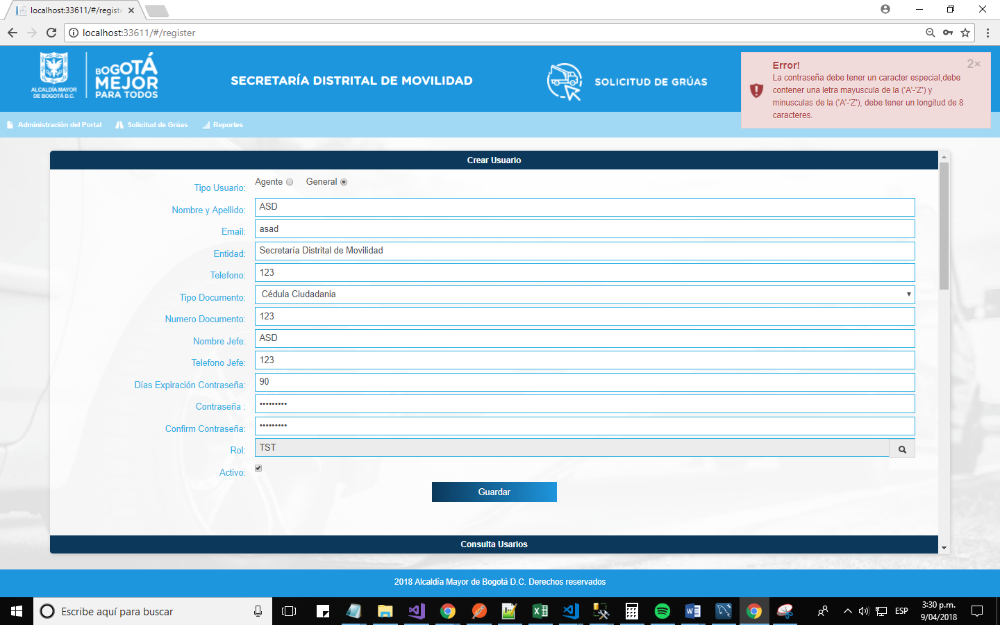 localhost:33611/#/registe
localhost:33611/#/register
ALCALDÍA MAYOR
DE BOGOTÁ D.C.
BOGOTÁ
MEJOR
PARA TODOS
SECRETARÍA DISTRITAL DE MOVILIDAD
SOLICITUD DE GRÚAS
Error!
2×
La contraseña debe tener un caracter especial,debe
contener una letra mayuscula de la ('A'-'Z') y
minusculas de la ('A'-'Z'), debe tener un longitud de 8
caracteres.
Administración del Portal
Solicitud de Grúas
Reportes
Crear Usuario
Tipo Usuario:
Agente
General
Nombre y Apellido:
ASD
Email:
asad
Entidad:
Secretaría Distrital de Movilidad
Telefono:
123
Tipo Documento:
Cédula Ciudadania
Numero Documento:
123
Nombre Jefe:
ASD
Telefono Jefe:
123
Días Expiración Contraseña:
90
Contraseña :
•••••••••
Confirm Contraseña:
•••••••••
Rol:
TST
Activo:
Guardar
Consulta Usarios
2018 Alcaldía Mayor de Bogotá D.C. Derechos reservados
Escribe aquí para buscar
ESP
3:30 p.m.
9/04/2018